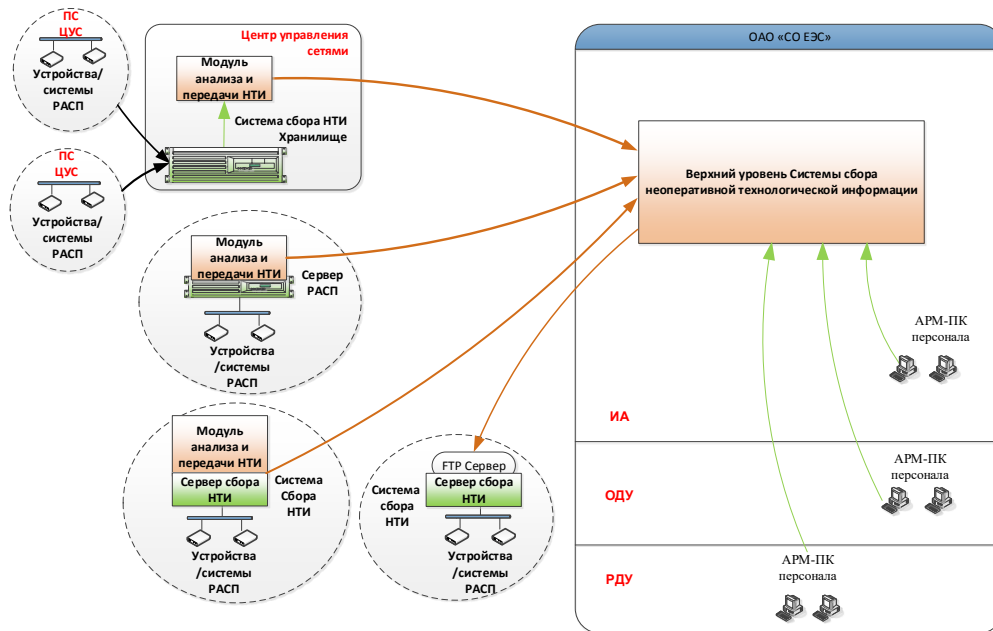 ПС
ЦУС
Устройства/
системы
РАСП
ПС
ЦУС
Устройства/
системы
РАСП
Центр управления
сетями
Модуль
анализа и
передачи НТИ
Система сбора НТИ
Хранилище
Модуль
анализа и
передачи НТИ
Сервер
РАСП
Устройства
/системы
РАСП
Модуль
анализа и
передачи НТИ
Сервер сбора
НТИ
Система
Сбора
НТИ
Устройства
/системы
РАСП
FTP Сервер
Сервер сбора
НТИ
Система
сбора
НТИ
Устройства
/системы
РАСП
ОАО «СО ЕЭС»
Верхний уровень Системы сбора
неоперативной технологической информации
АРМ-ПК
персонала
ИА
АРМ-ПК
персонала
ОДУ
АРМ-ПК
персонала
РДУ